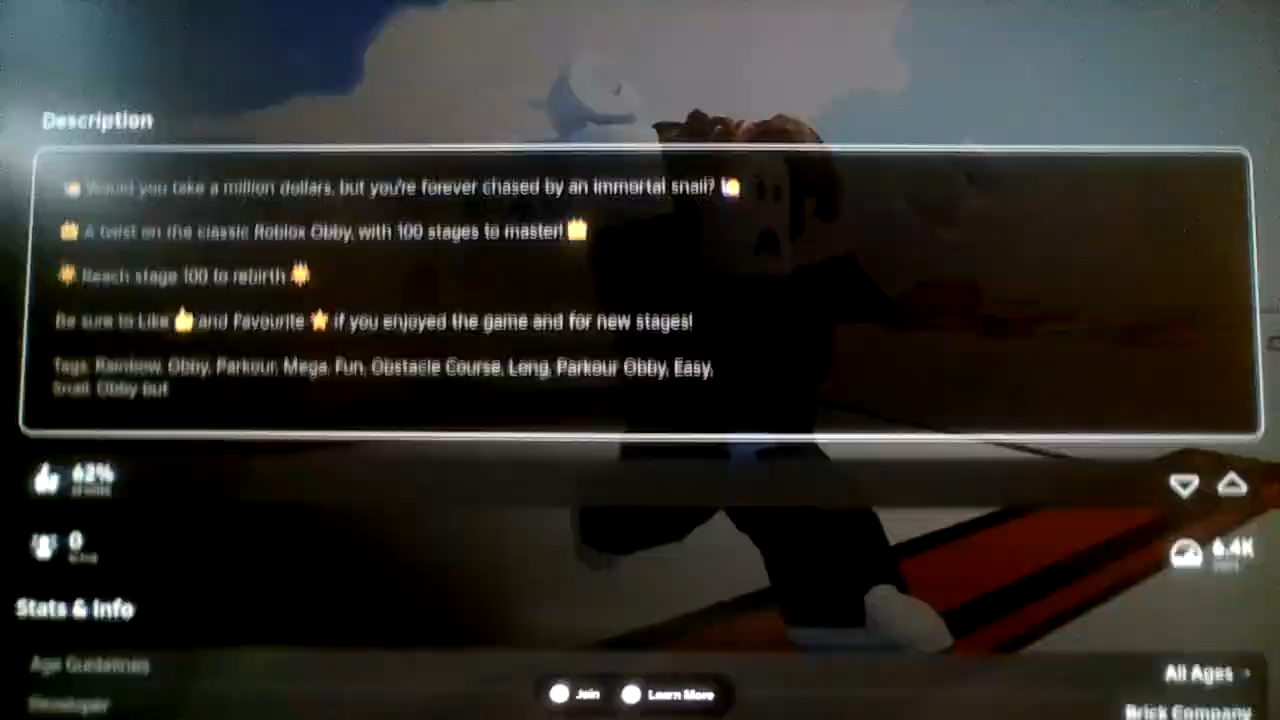 Description
Would you take a million dollars, but you're forever chased by an immortal snail?
A twist on the classic Roblox Obby, with 100 stages to master!
Reach stage 100 to rebirth
Be sure to Like and Favourite if you enjoyed the game and for new stages!
Tags: Rainbow, Obby, Parkour, Mega, Fun, Obstacle Course, Long, Parkour Obby, Easy,
Snail, Obby but
62%
0
6.4K
Stats & Info
Age Guidelines
All Ages
Developer
Brick Company
Join Learn More